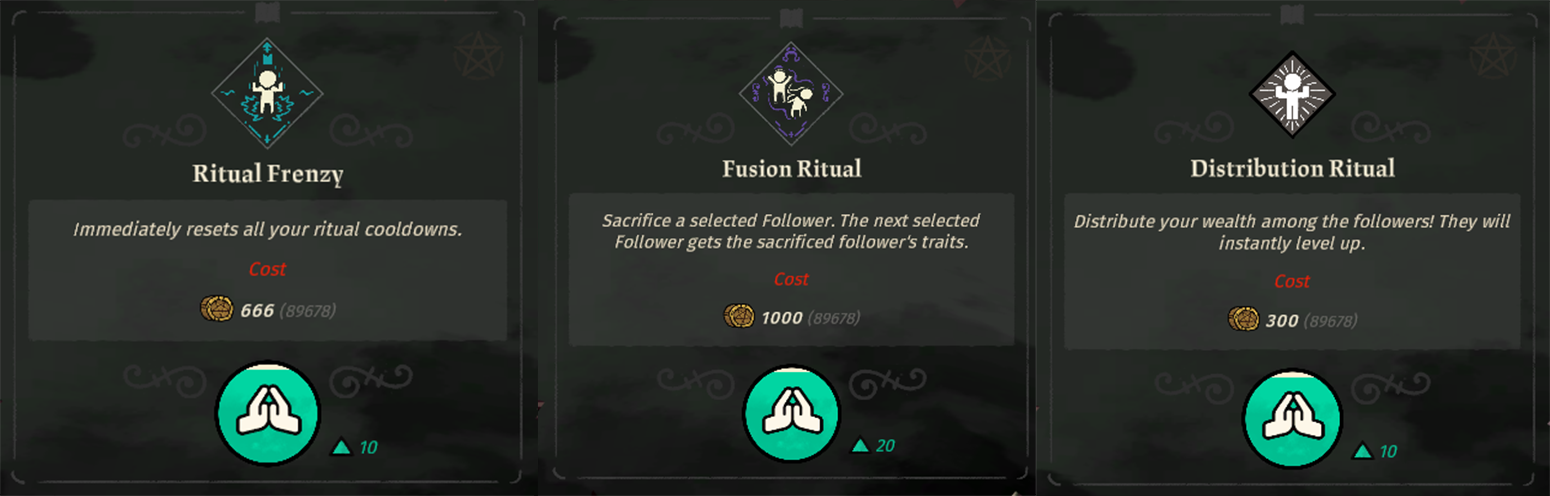 Ritual Frenzy
Immediately resets all your ritual cooldowns.
Cost
666 (89678)
10
Fusion Ritual
Sacrifice a selected Follower. The next selected
Follower gets the sacrificed follower's traits.
Cost
1000 (89678)
20
Distribution Ritual
Distribute your wealth among the followers! They will
instantly level up.
Cost
300 (89678)
10